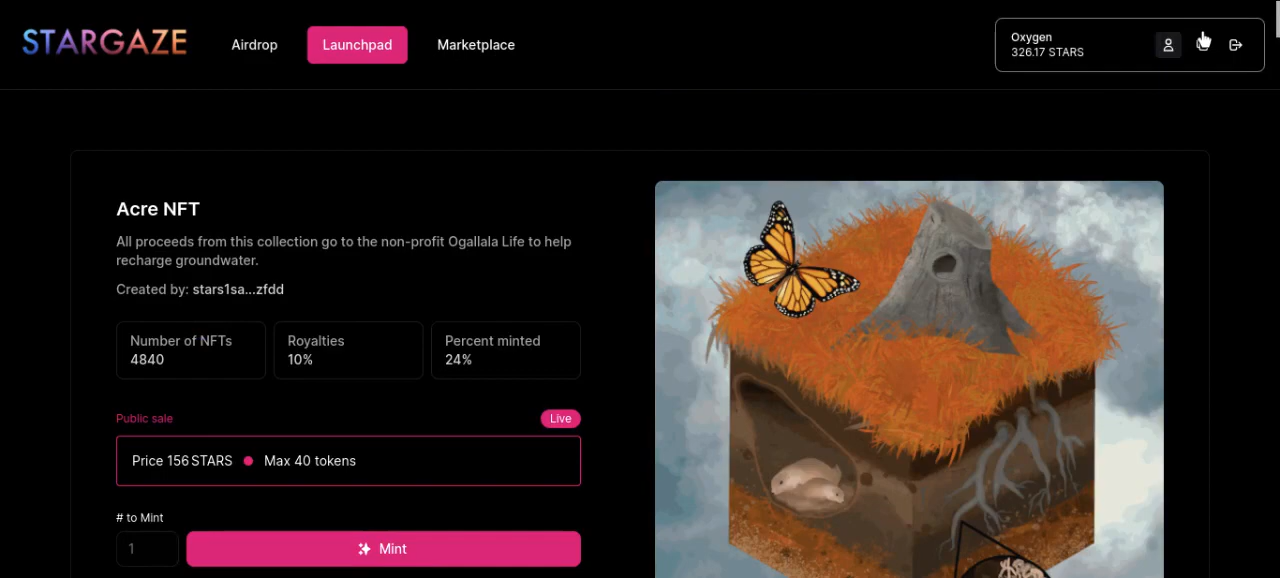 STARGAZE
Airdrop
Launchpad
Marketplace
Oxygen
326.17 STARS
Acre NFT
All proceeds from this collection go to the non-profit Ogallala Life to help
recharge groundwater.
Created by: stars1sa...zfdd
Number of NFTs
4840
Royalties
10%
Percent minted
24%
Public sale
Live
Price 156 STARS
Max 40 tokens
# to Mint
1
Mint